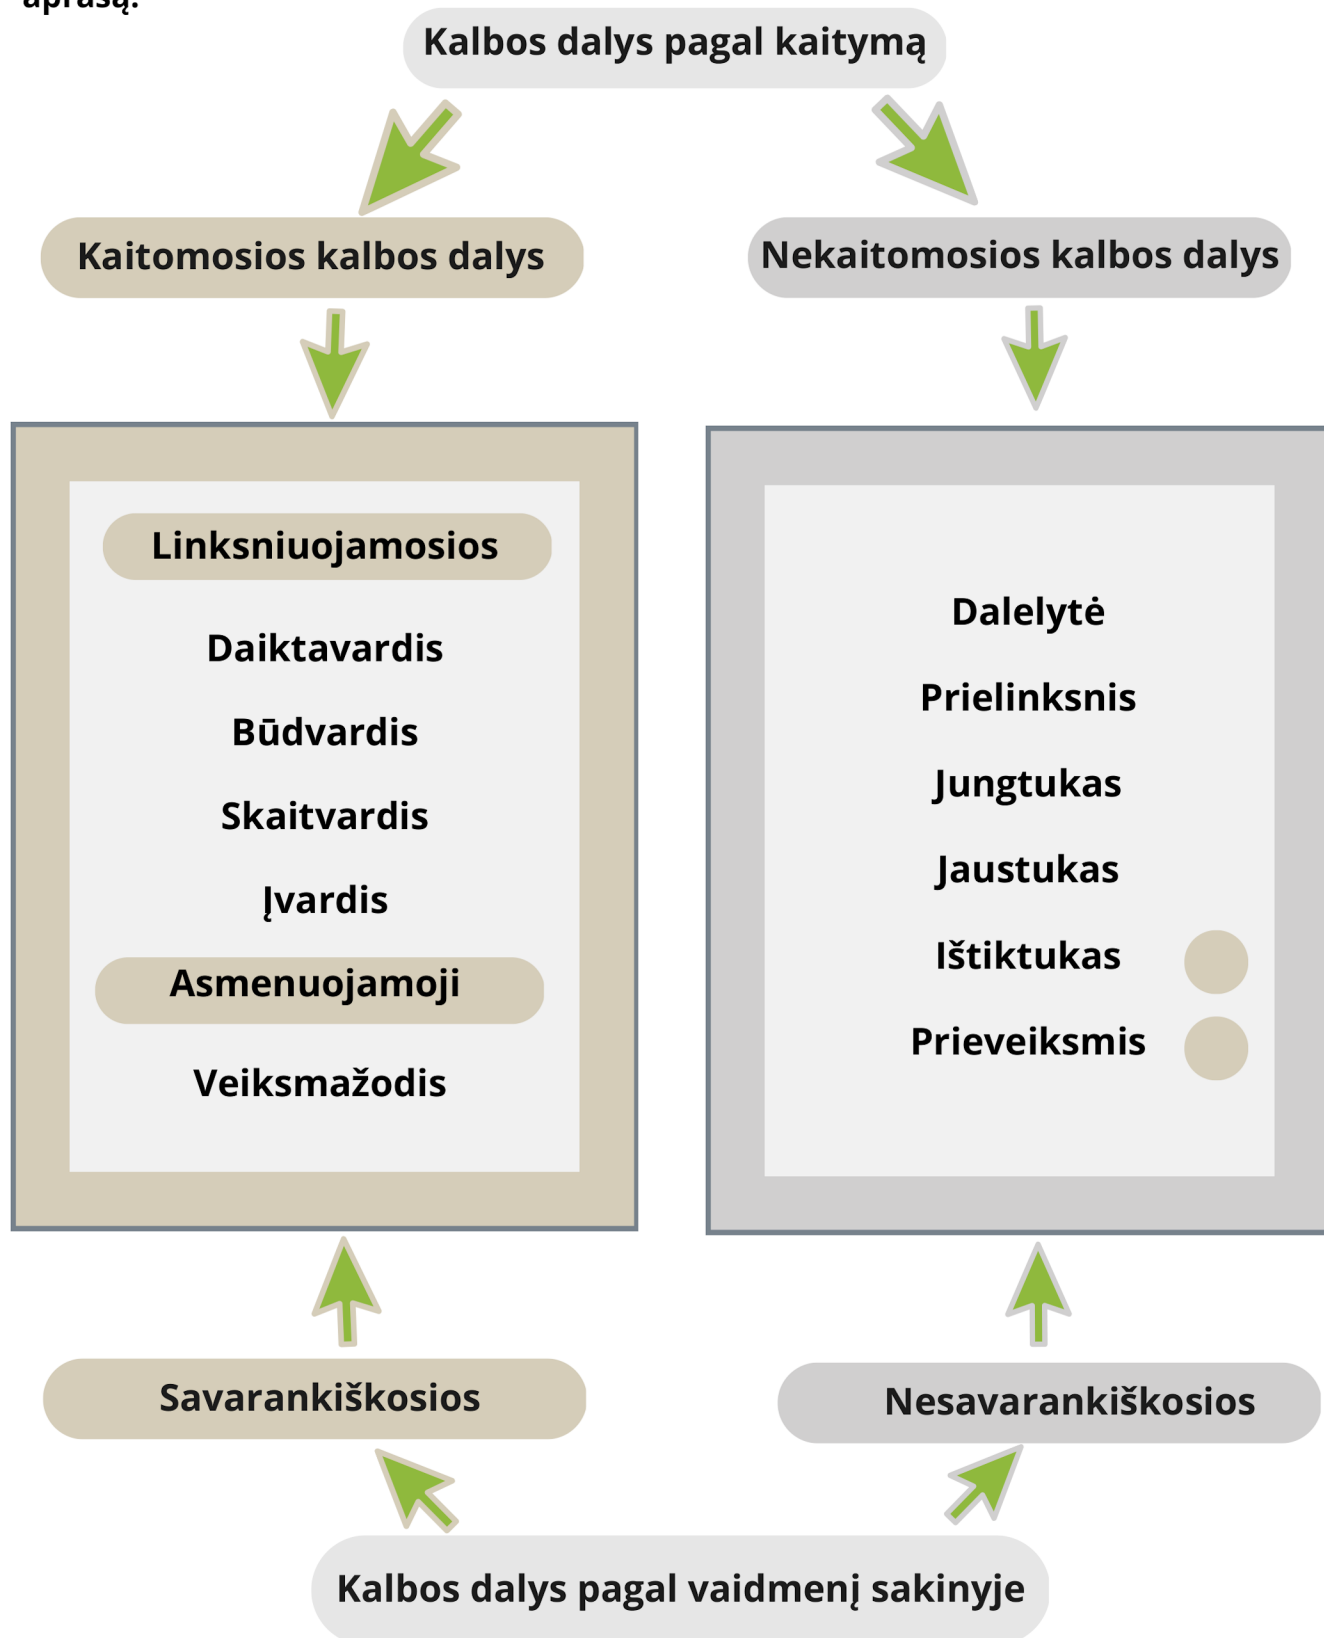 aprašą.
Kalbos dalys pagal kaitymą
Kaitomosios kalbos dalys
Nekaitomosios kalbos dalys
Linksniuojamosios
Daiktavardis
Būdvardis
Skaitvardis
Įvardis
Asmenuojamoji
Veiksmažodis
Dalelytė
Prielinksnis
Jungtukas
Jaustukas
Ištiktukas
Prieveiksmis
Savarankiškosios
Nesavarankiškosios
Kalbos dalys pagal vaidmenį sakinyje